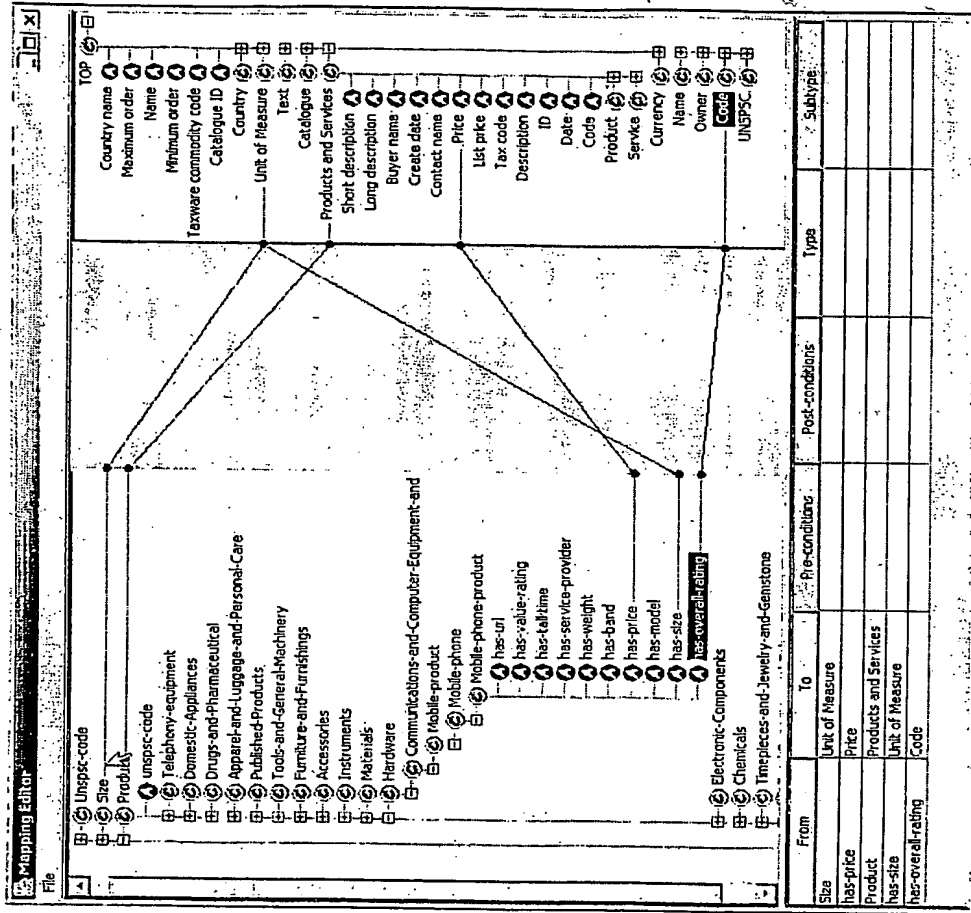 Mapping Editor
File
Unspsc-code
Size
Product
unspsc-code
Telephony-equipment
Domestic-Appliances
Drugs-and-Pharmaceutical
Apparel-and-Luggage-and-Personal-Care
Published-Products
Tools-and-General-Machinery
Furniture-and-Furnishings
Accessories
Instruments
Materials
Hardware
Communications-and-Computer-Equipment-and
Mobile-product
Mobile-phone
Mobile-phone-product
has-url
has-value-rating
has-talktime
has-service-provider
has-weight
has-band
has-price
has-model
has-size
has-overall-rating
Electronic-Components
Chemicals
Timepieces-and-Jewelry-and-Gemstone
TOP
Country name
Maximum order
Name
Minimum order
Taxware commodity code
Catalogue ID
Country
Unit of Measure
Text
Catalogue
Products and Services
Short description
Long description
Buyer name
Create date
Contact name
Price
List price
Tax code
Description
ID
Date
Code
Product
Service
Currency
Name
Owner
Code
UNSPSC
From To Pre-conditions Post-conditions Type Subtype
Size Unit of Measure
has-price Price
Product Products and Services
has-size Unit of Measure
has-overall-rating Code